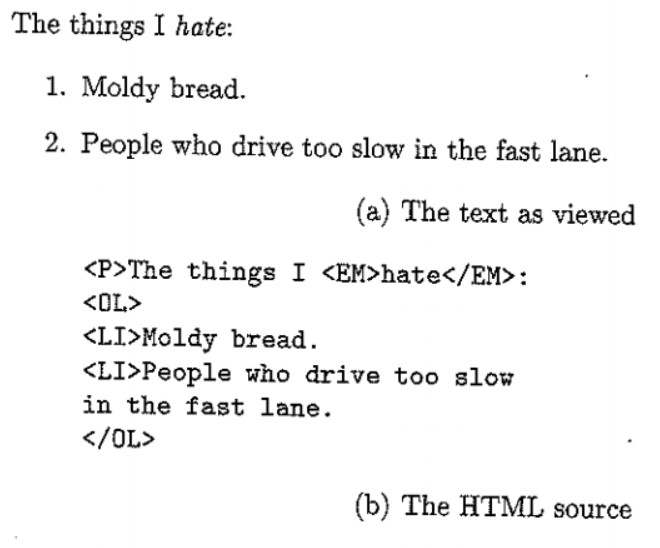 The things I hate:
1. Moldy bread.
2. People who drive too slow in the fast lane.
(a) The text as viewed
<P>The things I <EM>hate</EM>:
<OL>
<LI>Moldy bread.
<LI>People who drive too slow
in the fast lane.
</OL>
(b) The HTML source